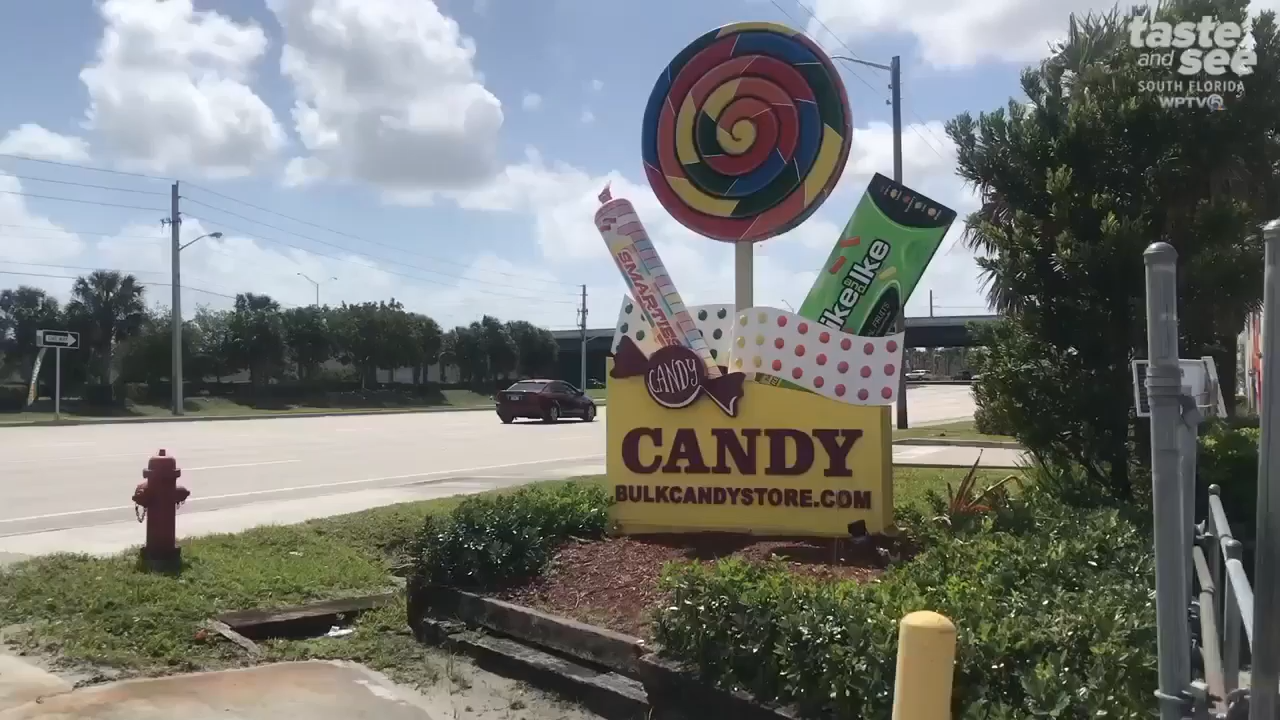 taste
and see
SOUTH FLORIDA
WPTV
SMARTIES
ike and ike
CANDY
CANDY
BULKCANDYSTORE.COM